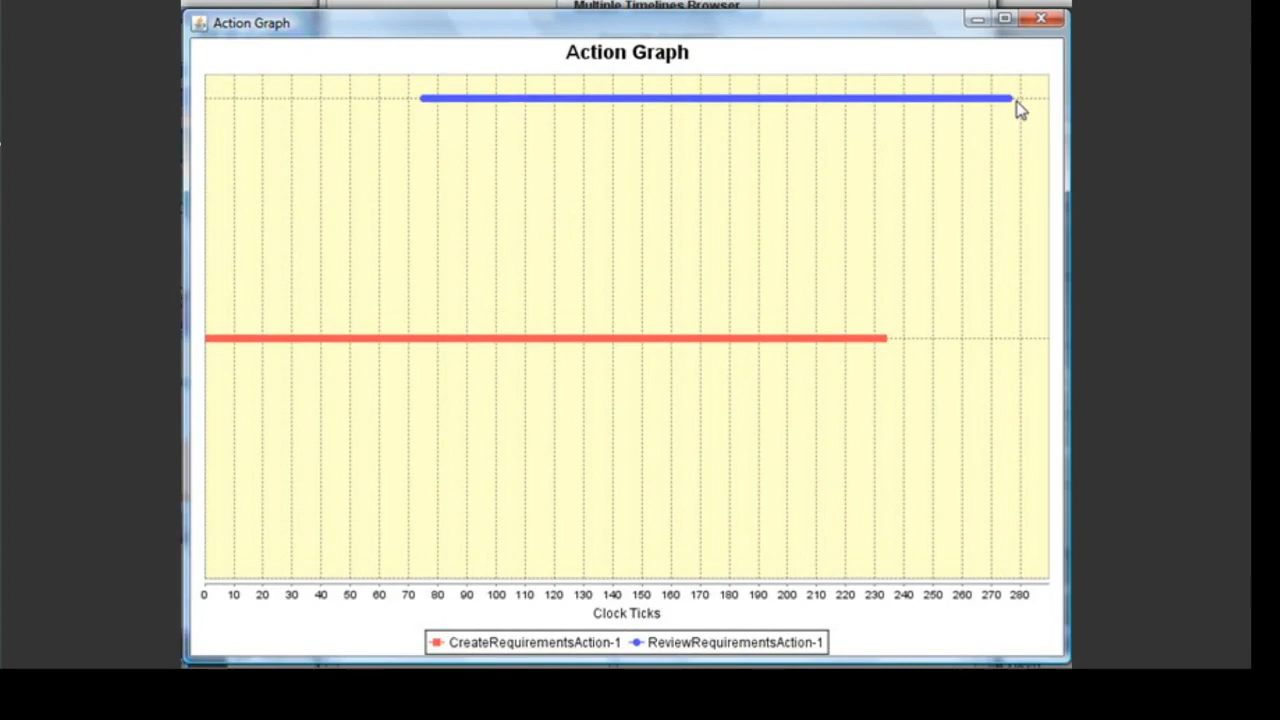 Multiple Timelines Browser
Action Graph
Action Graph
0 10 20 30 40 50 60 70 80 90 100 110 120 130 140 150 160 170 180 190 200 210 220 230 240 250 260 270 280
Clock Ticks
CreateRequirementsAction-1 ReviewRequirementsAction-1